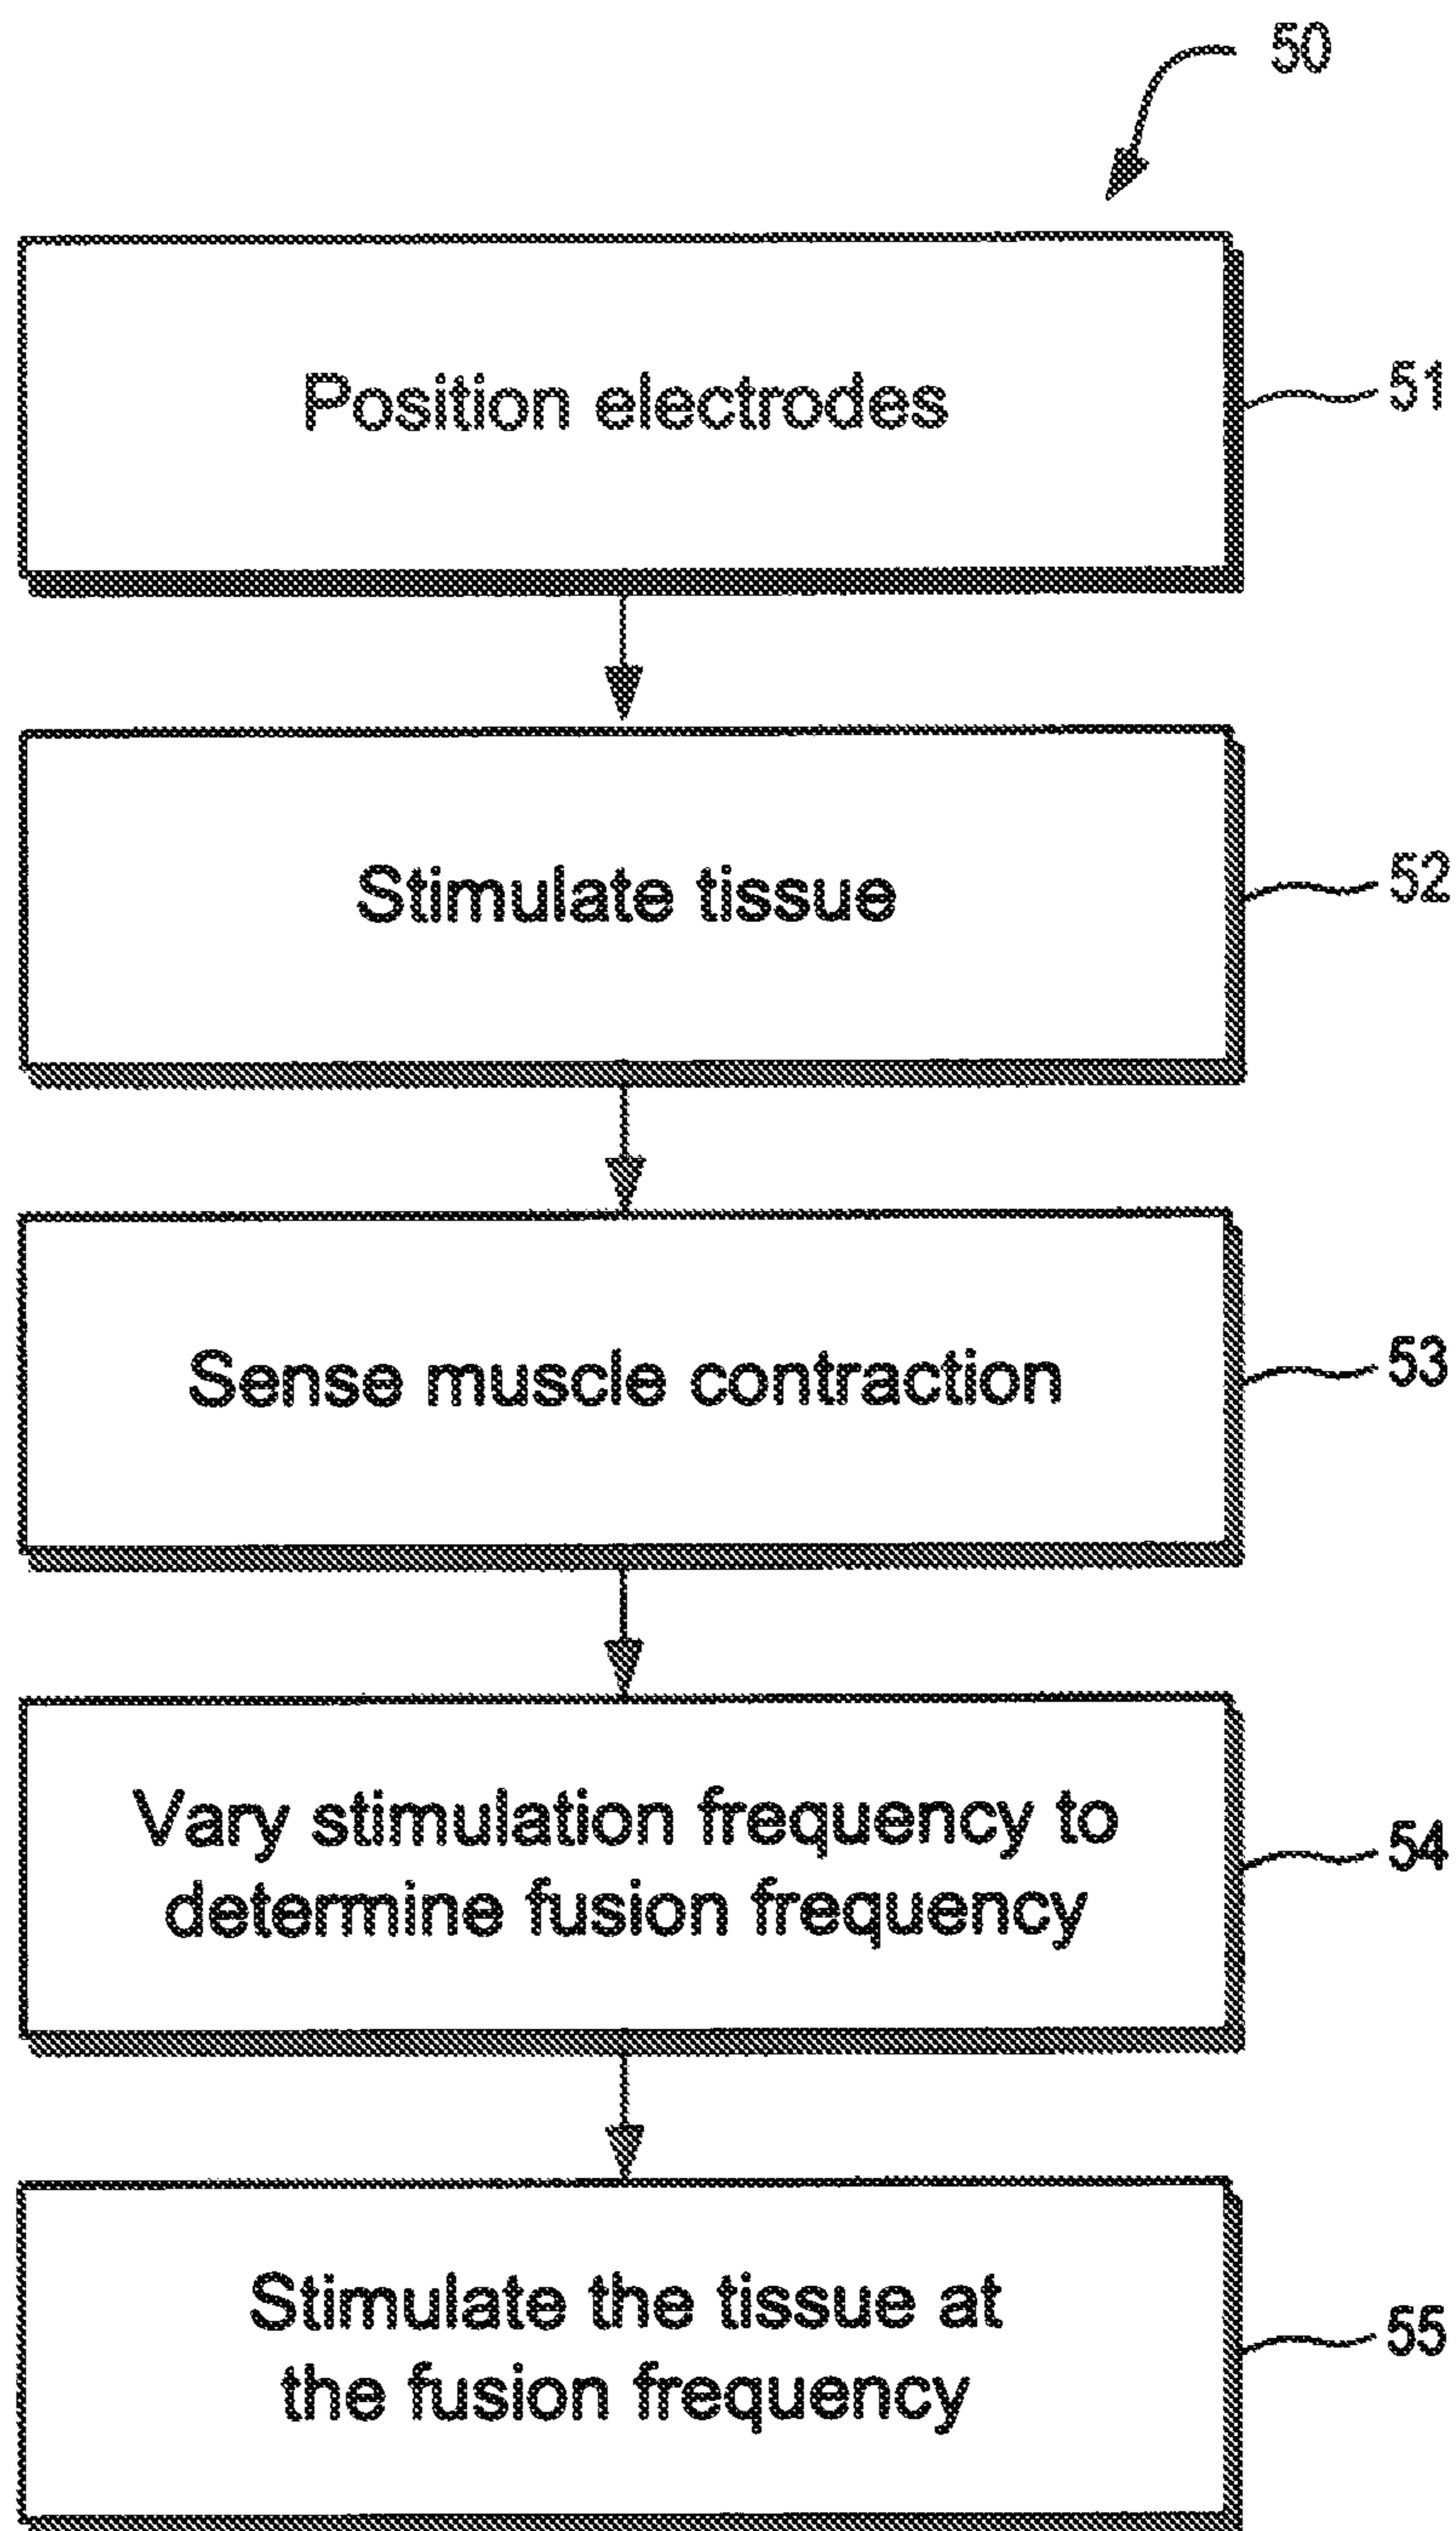 50
Position electrodes
51
Stimulate tissue
52
Sense muscle contraction
53
Vary stimulation frequency to
determine fusion frequency
54
Stimulate the tissue at
the fusion frequency
55